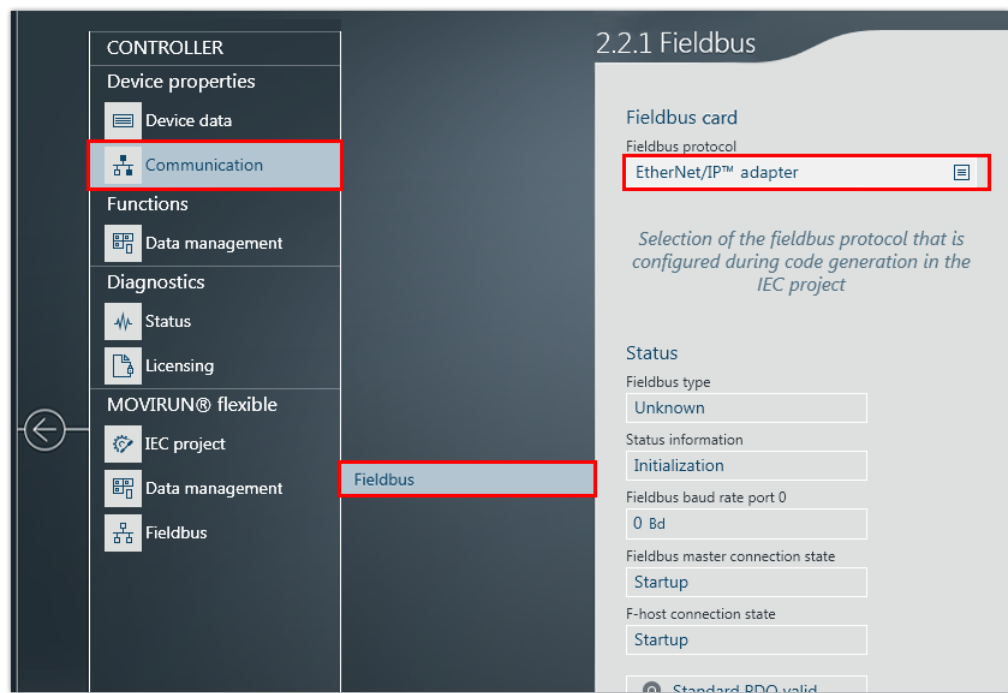 CONTROLLER
Device properties
Device data
Communication
Functions
Data management
Diagnostics
Status
Licensing
MOVIRUN® flexible
IEC project
Data management
Fieldbus
Fieldbus
2.2.1 Fieldbus
Fieldbus card
Fieldbus protocol
EtherNet/IP™ adapter
Selection of the fieldbus protocol that is
configured during code generation in the
IEC project
Status
Fieldbus type
Unknown
Status information
Initialization
Fieldbus baud rate port 0
0 Bd
Fieldbus master connection state
Startup
F-host connection state
Startup
Standard PDO valid